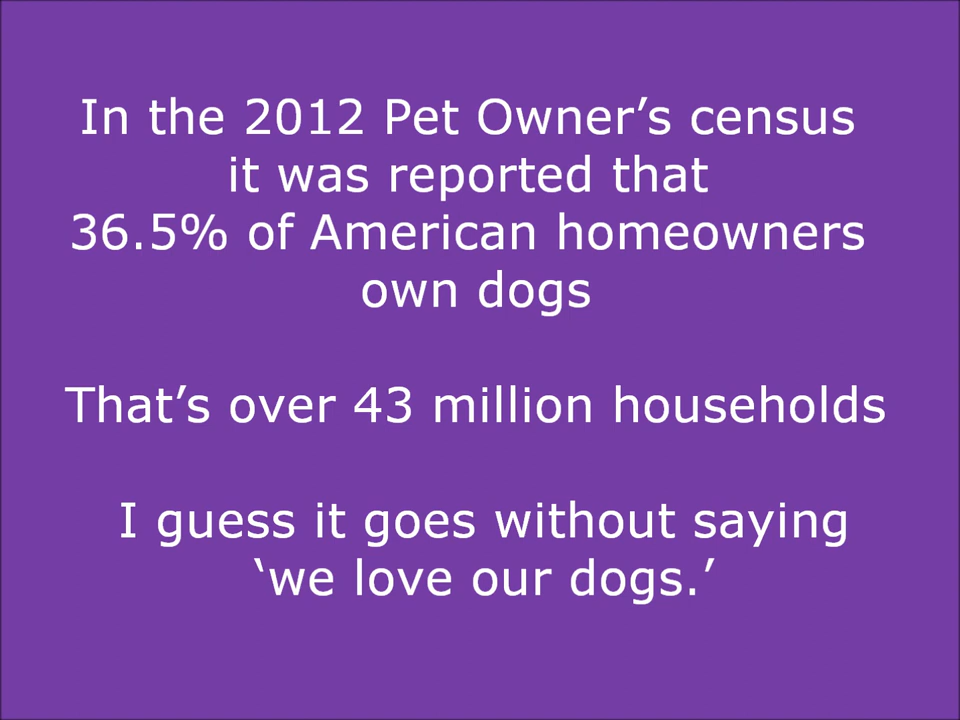 In the 2012 Pet Owner’s census
it was reported that
36.5% of American homeowners
own dogs
That’s over 43 million households
I guess it goes without saying
‘we love our dogs.’